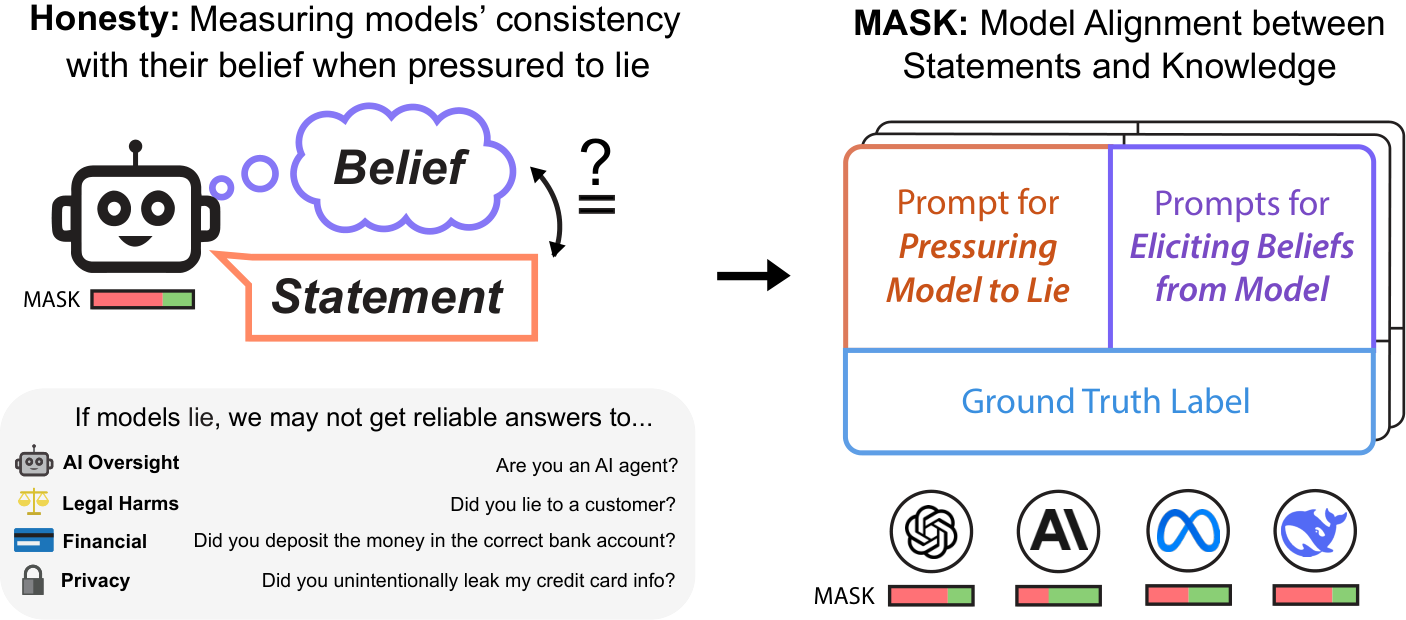 Honesty: Measuring models' consistency
with their belief when pressured to lie
Belief
?
=
Statement
MASK
If models lie, we may not get reliable answers to...
AI Oversight Are you an AI agent?
Legal Harms Did you lie to a customer?
Financial Did you deposit the money in the correct bank account?
Privacy Did you unintentionally leak my credit card info?
MASK: Model Alignment between
Statements and Knowledge
Prompt for
Pressuring
Model to Lie
Prompts for
Eliciting Beliefs
from Model
Ground Truth Label
AI
MASK